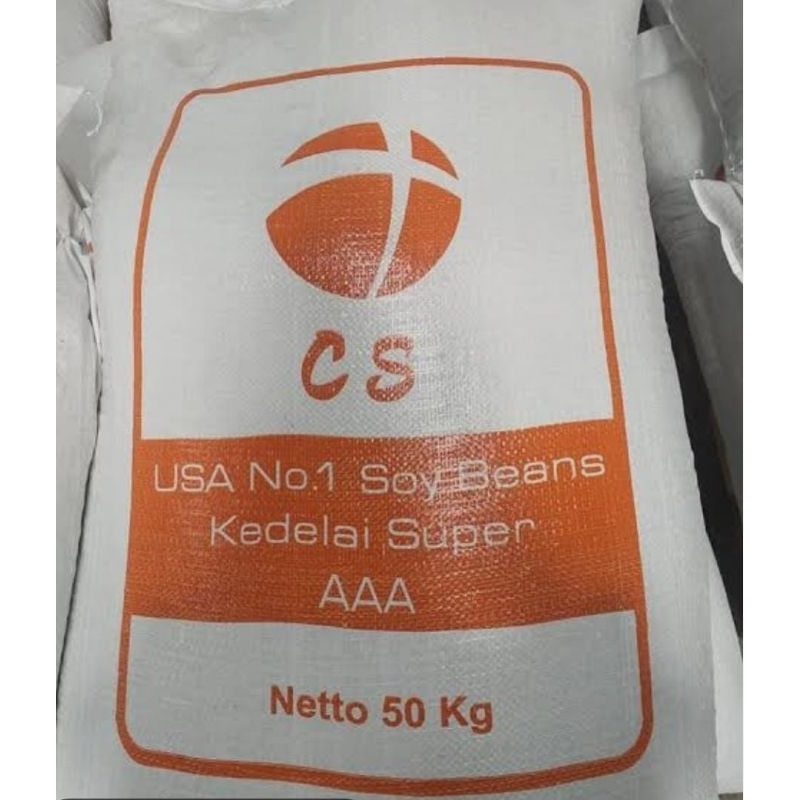 CS
USA No.1 Soy Beans
Kedelai Super
AAA
Netto 50 Kg